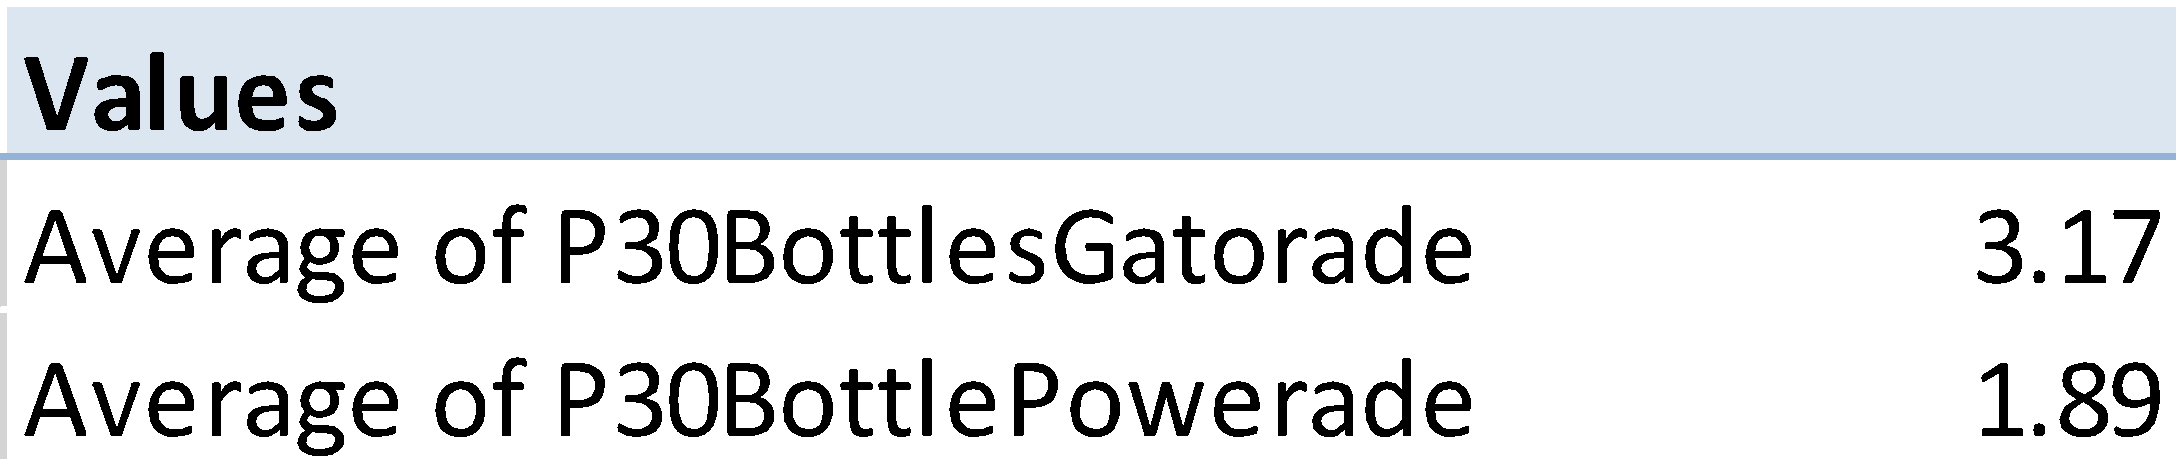 Values
Average of P30BottlesGatorade 3.17
Average of P30BottlePowerade 1.89